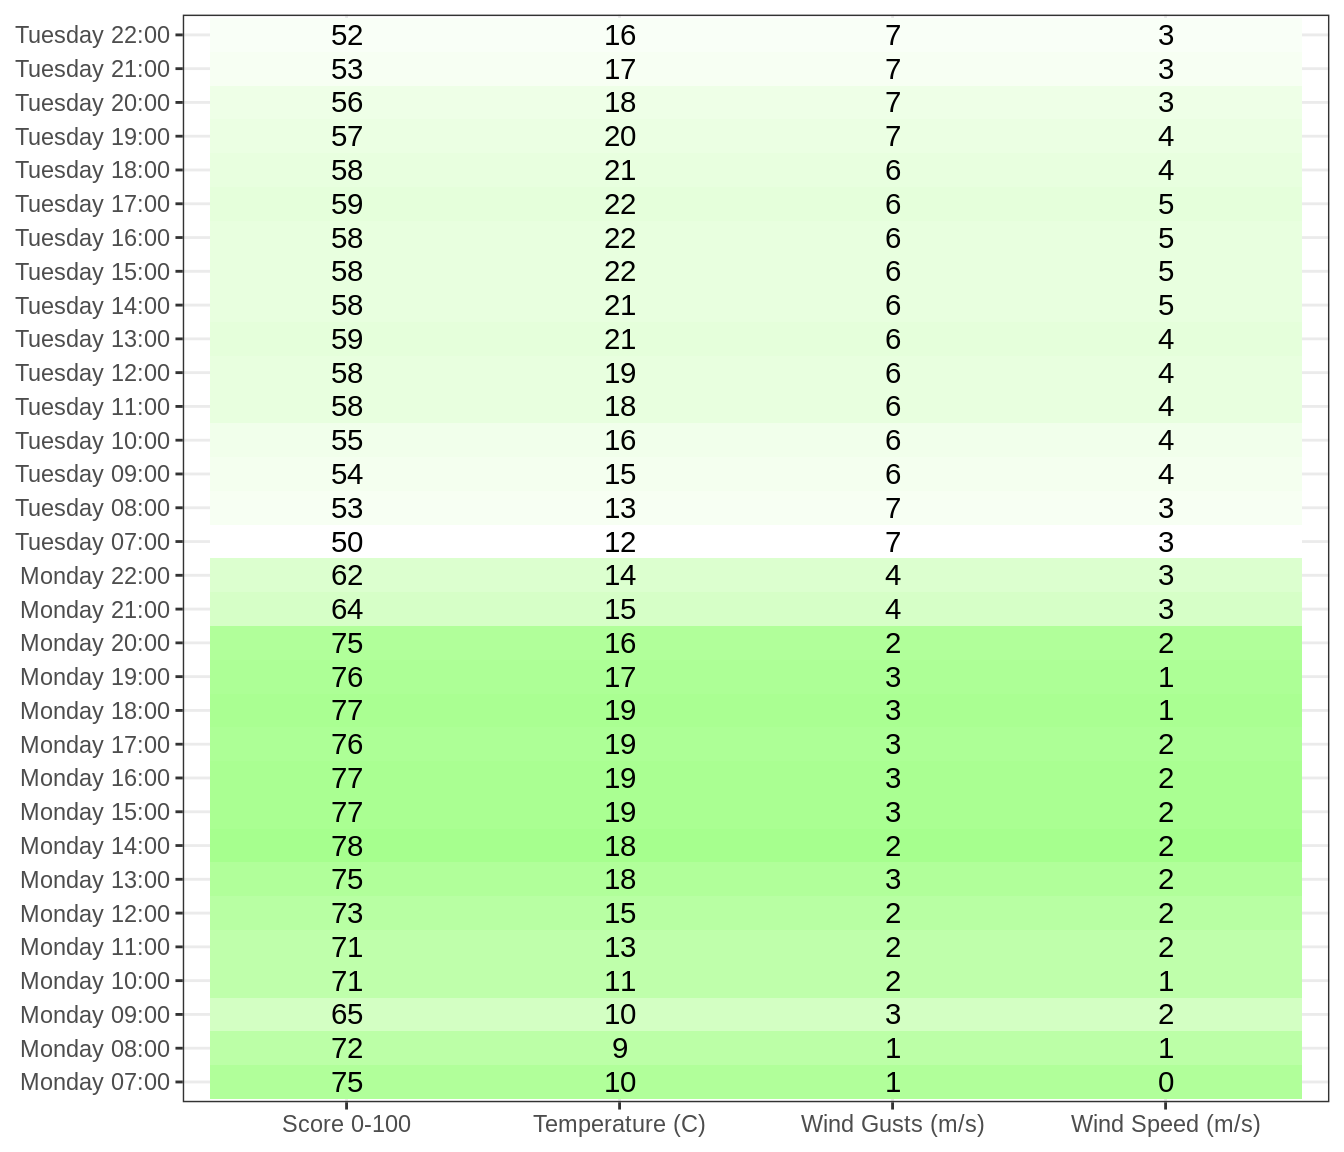 Tuesday 22:00 52 16 7 3
Tuesday 21:00 53 17 7 3
Tuesday 20:00 56 18 7 3
Tuesday 19:00 57 20 7 4
Tuesday 18:00 58 21 6 4
Tuesday 17:00 59 22 6 5
Tuesday 16:00 58 22 6 5
Tuesday 15:00 58 22 6 5
Tuesday 14:00 58 21 6 5
Tuesday 13:00 59 21 6 4
Tuesday 12:00 58 19 6 4
Tuesday 11:00 58 18 6 4
Tuesday 10:00 55 16 6 4
Tuesday 09:00 54 15 6 4
Tuesday 08:00 53 13 7 3
Tuesday 07:00 50 12 7 3
Monday 22:00 62 14 4 3
Monday 21:00 64 15 4 3
Monday 20:00 75 16 2 2
Monday 19:00 76 17 3 1
Monday 18:00 77 19 3 1
Monday 17:00 76 19 3 2
Monday 16:00 77 19 3 2
Monday 15:00 77 19 3 2
Monday 14:00 78 18 2 2
Monday 13:00 75 18 3 2
Monday 12:00 73 15 2 2
Monday 11:00 71 13 2 2
Monday 10:00 71 11 2 1
Monday 09:00 65 10 3 2
Monday 08:00 72 9 1 1
Monday 07:00 75 10 1 0
Score 0-100 Temperature (C) Wind Gusts (m/s) Wind Speed (m/s)